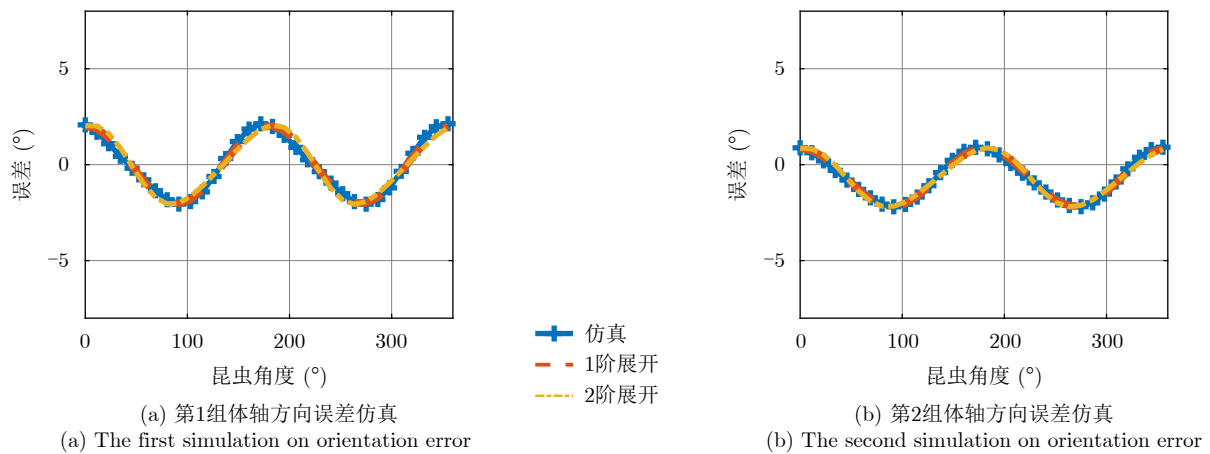 5
0
−5
误差 (°)
0
100
200
300
昆虫角度 (°)
(a) 第1组体轴方向误差仿真
(a) The first simulation on orientation error
仿真
1阶展开
2阶展开
5
0
−5
误差 (°)
0
100
200
300
昆虫角度 (°)
(b) 第2组体轴方向误差仿真
(b) The second simulation on orientation error